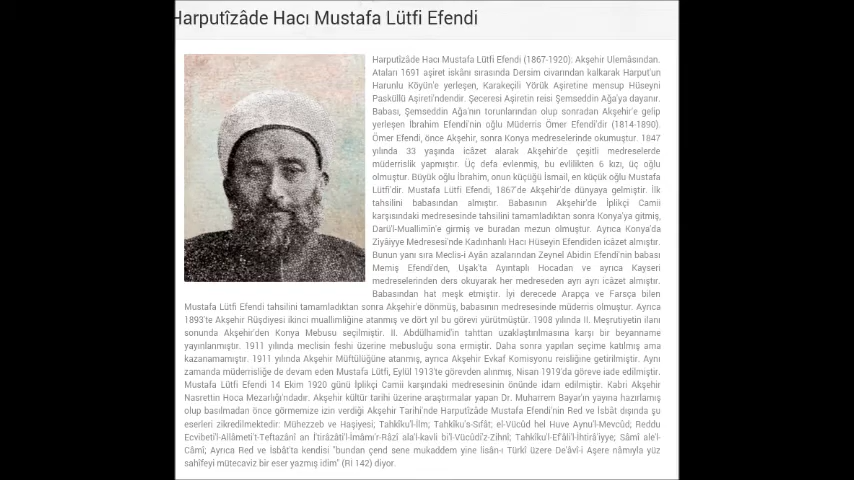 Harputîzâde Hacı Mustafa Lütfi Efendi
Harputîzâde Hacı Mustafa Lütfi Efendi (1867-1920): Akşehir Ulemâsından.
Ataları 1691 aşiret iskânı sırasında Dersim civarından kalkarak Harput'un
Harunlu Köyün'e yerleşen, Karakeçili Yörük Aşiretine mensup Hüseyni
Pasküllü Aşireti'ndendir. Şeceresi Aşiretin reisi Şemseddin Ağa'ya dayanır.
Babası, Şemseddin Ağa'nın torunlarından olup sonradan Akşehir'e gelip
yerleşen İbrahim Efendi'nin oğlu Müderris Ömer Efendi'dir (1814-1890).
Ömer Efendi, önce Akşehir, sonra Konya medreselerinde okumuştur. 1847
yılında 33 yaşında icâzet alarak Akşehir'de çeşitli medreselerde
müderrislik yapmıştır. Üç defa evlenmiş, bu evlilikten 6 kızı, üç oğlu
olmuştur. Büyük oğlu İbrahim, onun küçüğü İsmail, en küçük oğlu Mustafa
Lütfi'dir. Mustafa Lütfi Efendi, 1867'de Akşehir'de dünyaya gelmiştir. İlk
tahsilini babasından almıştır. Babasının Akşehir'de İplikçi Camii
karşısındaki medresesinde tahsilini tamamladıktan sonra Konya'ya gitmiş,
Darü'l-Muallimin'e girmiş ve buradan mezun olmuştur. Ayrıca Konya'da
Ziyâiyye Medresesi'nde Kadınhanlı Hacı Hüseyin Efendiden icâzet almıştır.
Bunun yanı sıra Meclis-i Ayân azalarından Zeynel Abidin Efendi'nin babası
Memiş Efendi'den, Uşak'ta Ayıntaplı Hocadan ve ayrıca Kayseri
medreselerinden ders okuyarak her medreseden ayrı ayrı icâzet almıştır.
Babasından hat meşk etmiştir. İyi derecede Arapça ve Farsça bilen
Mustafa Lütfi Efendi tahsilini tamamladıktan sonra Akşehir'e dönmüş, babasının medresesinde müderris olmuştur. Ayrıca
1893'te Akşehir Rüşdiyesi ikinci muallimliğine atanmış ve dört yıl bu görevi yürütmüştür. 1908 yılında II. Meşrutiyetin ilanı
sonunda Akşehir'den Konya Mebusu seçilmiştir. II. Abdülhamid'in tahttan uzaklaştırılmasına karşı bir beyanname
yayınlanmıştır. 1911 yılında meclisin feshi üzerine mebusluğu sona ermiştir. Daha sonra yapılan seçime katılmış ama
kazanamamıştır. 1911 yılında Akşehir Müftülüğüne atanmış, ayrıca Akşehir Evkaf Komisyonu reisliğine getirilmiştir. Aynı
zamanda müderrisliğe de devam eden Mustafa Lütfi, Eylül 1913'te görevden alınmış, Nisan 1919'da göreve iade edilmiştir.
Mustafa Lütfi Efendi 14 Ekim 1920 günü İplikçi Camii karşındaki medresesinin önünde idam edilmiştir. Kabri Akşehir
Nasrettin Hoca Mezarlığı'ndadır. Akşehir kültür tarihi üzerine araştırmalar yapan Dr. Muharrem Bayar'ın yayına hazırlamış
olup basılmadan önce görmemize izin verdiği Akşehir Tarihi'nde Harputîzâde Mustafa Efendi'nin Red ve İsbât dışında şu
eserleri zikredilmektedir: Mühezzeb ve Haşiyesi; Tahkîku'l-İlm; Tahkîku's-Sıfât; el-Vücûd hel Huve Aynu'l-Mevcûd; Reddu
Ecvibeti'l-Allâmeti't-Teftazânî an İ'tirâzâti'l-İmâmı'r-Râzî ala'l-kavli bi'l-Vücûdi'z-Zihnî; Tahkîku'l-Ef'âli'l-İhtirâ'iyye; Sâmî ale'l-
Câmî; Ayrıca Red ve İsbât'ta kendisi "bundan çend sene mukaddem yine lisân-ı Türkî üzere De'âvî-i Aşere nâmıyla yüz
sahîfeyi mütecaviz bir eser yazmış idim" (Rİ 142) diyor.